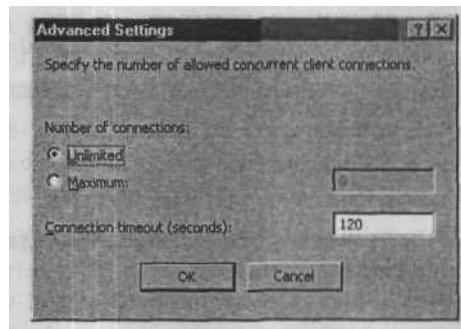 Advanced Settings
Specify the number of allowed concurrent client connections.
Number of connections:
Unlimited
Maximum:
0
Connection timeout (seconds):
120
OK
Cancel